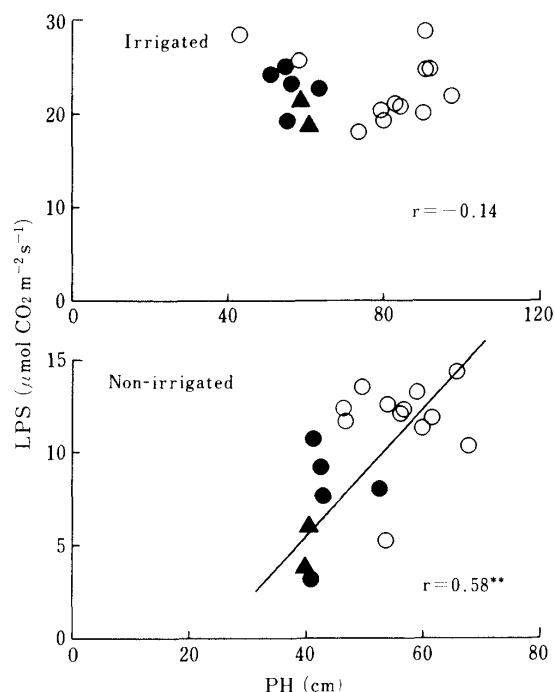 30
Irrigated
20
10
r=−0.14
0
0 40 80 120
LPS (μmol CO₂ m⁻² s⁻¹)
15
Non-irrigated
10
5
r=0.58**
0
0 20 40 60 80
PH (cm)